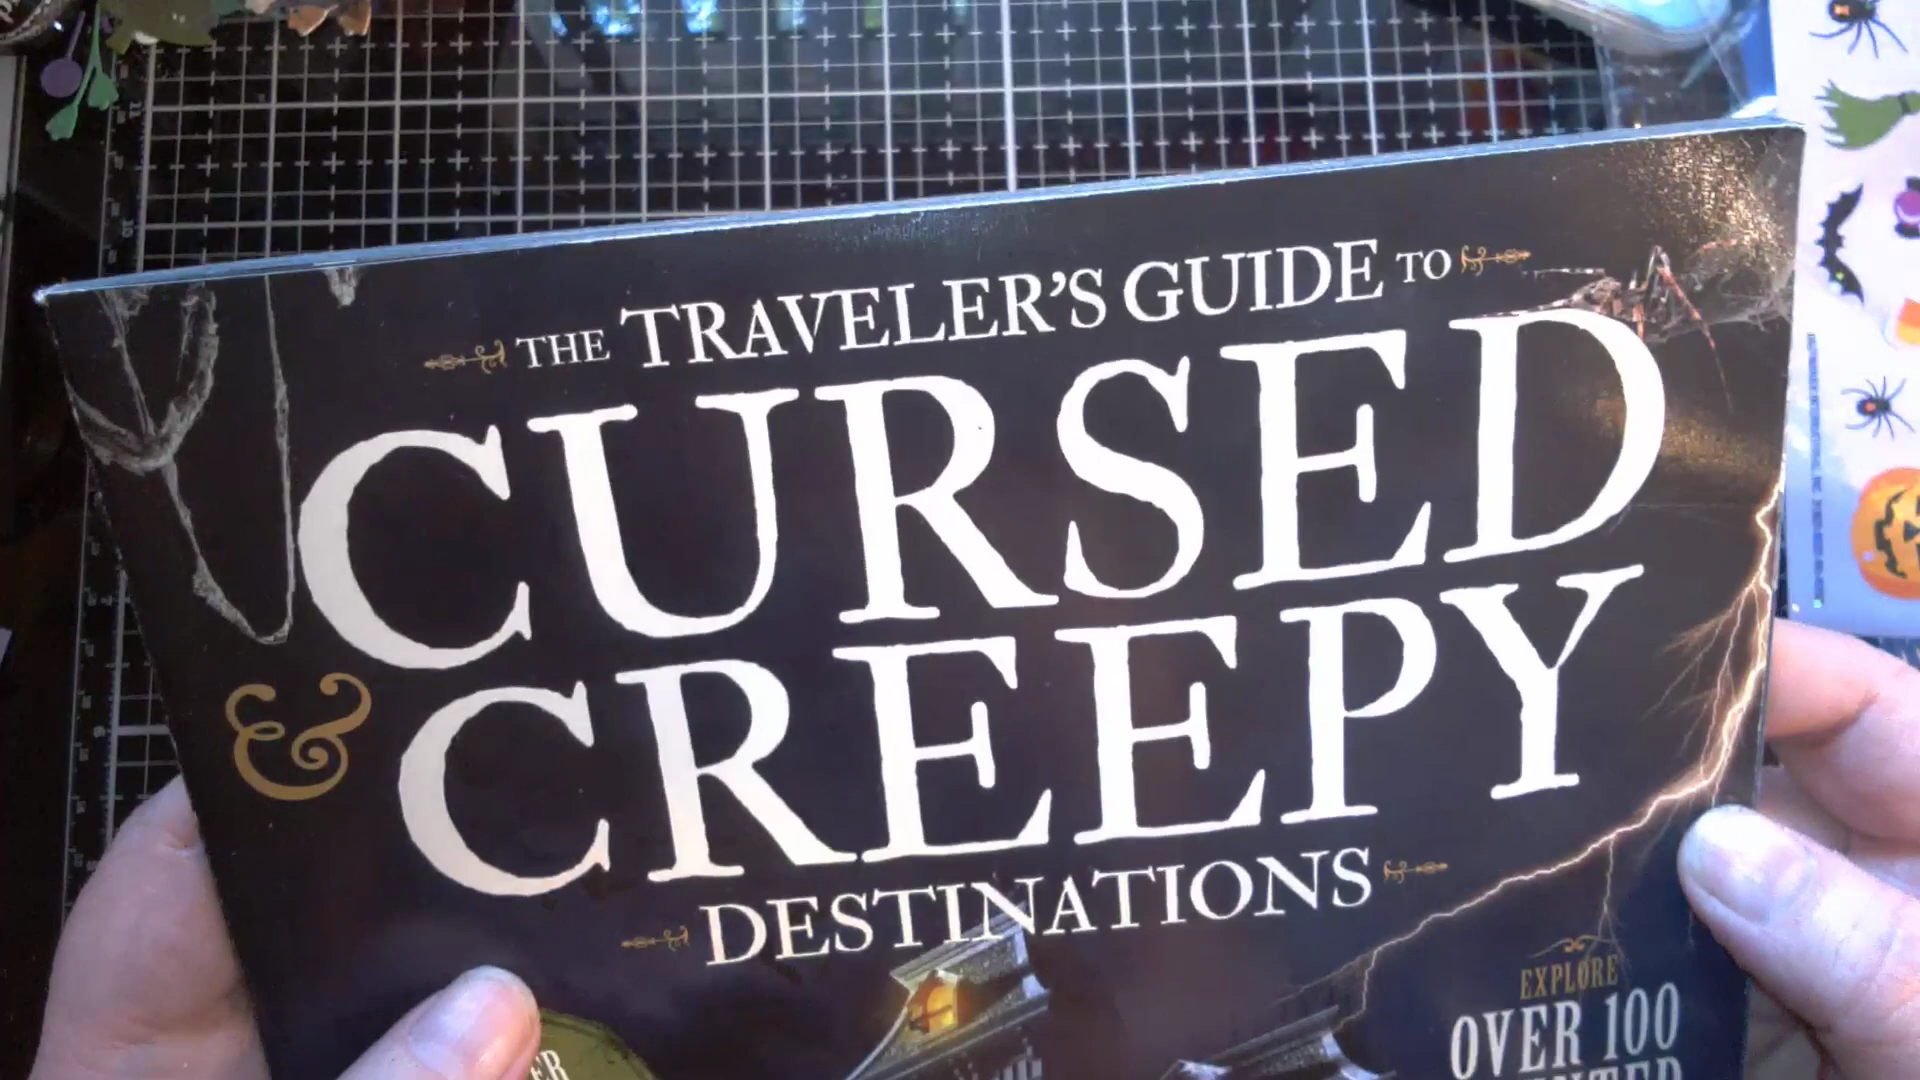 THE TRAVELER'S GUIDE TO
CURSED
& CREEPY
DESTINATIONS
EXPLORE
OVER 100